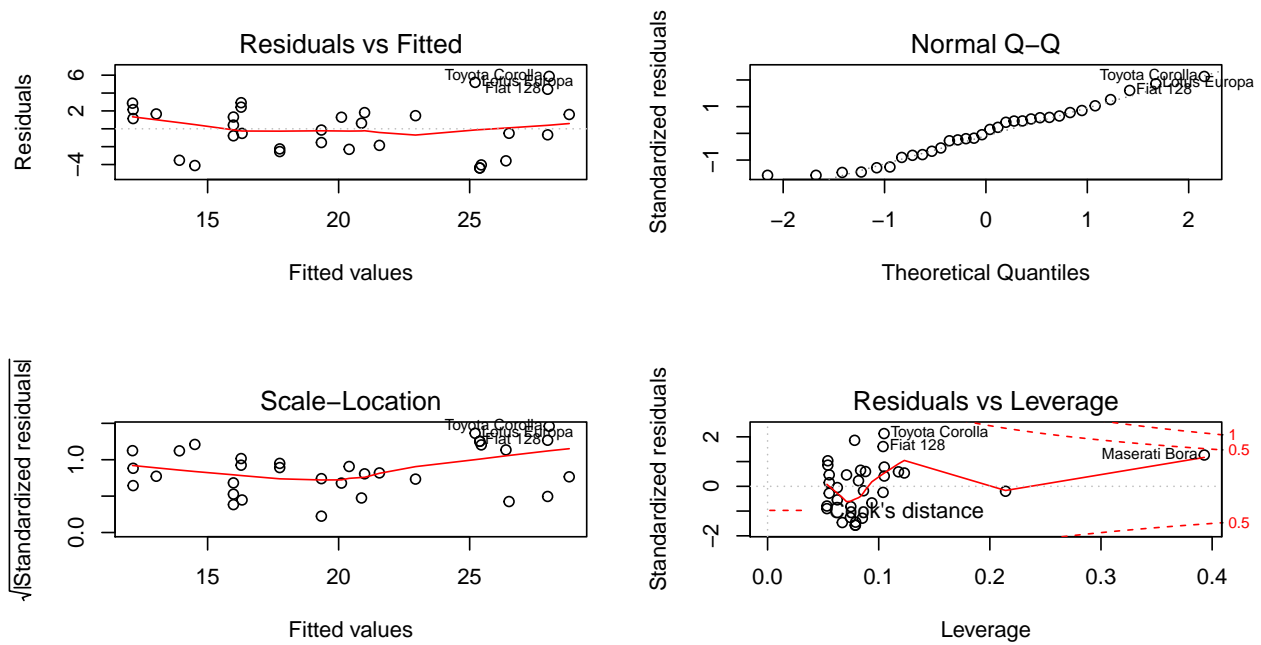 Residuals vs Fitted
Residuals
6
2
−4
Toyota Corolla
Lotus Europa
Fiat 128
15
20
25
Fitted values
Normal Q−Q
Standardized residuals
1
−1
Toyota Corolla
Lotus Europa
Fiat 128
−2
−1
0
1
2
Theoretical Quantiles
Scale−Location
√|Standardized residuals|
1.0
0.0
Toyota Corolla
Lotus Europa
Fiat 128
15
20
25
Fitted values
Residuals vs Leverage
Standardized residuals
2
0
−2
Toyota Corolla
Fiat 128
Maserati Bora
1
0.5
0.5
Cook's distance
0.0
0.1
0.2
0.3
0.4
Leverage